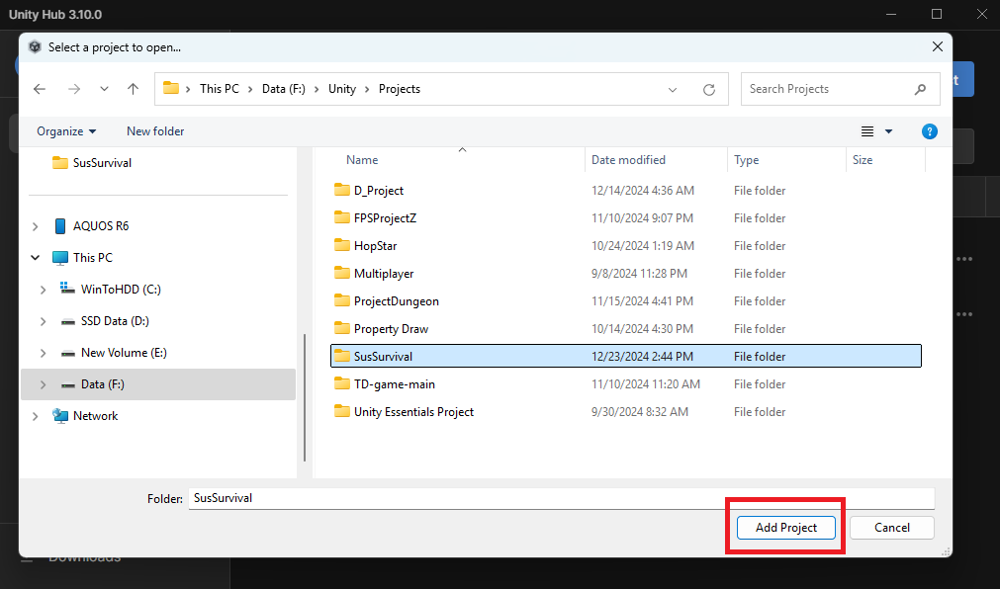 Unity Hub 3.10.0
Select a project to open...
This PC Data (F:) Unity Projects
Search Projects
t
Organize New folder
?
SusSurvival
AQUOS R6
This PC
WinToHDD (C:)
SSD Data (D:)
New Volume (E:)
Data (F:)
Network
Name Date modified Type Size
D_Project 12/14/2024 4:36 AM File folder
FPSProjectZ 11/10/2024 9:07 PM File folder
HopStar 10/24/2024 1:19 AM File folder
Multiplayer 9/8/2024 11:28 PM File folder
ProjectDungeon 11/15/2024 4:41 PM File folder
Property Draw 10/14/2024 4:30 PM File folder
SusSurvival 12/23/2024 2:44 PM File folder
TD-game-main 11/10/2024 11:20 AM File folder
Unity Essentials Project 9/30/2024 8:32 AM File folder
Folder: SusSurvival
Add Project Cancel
Downloads